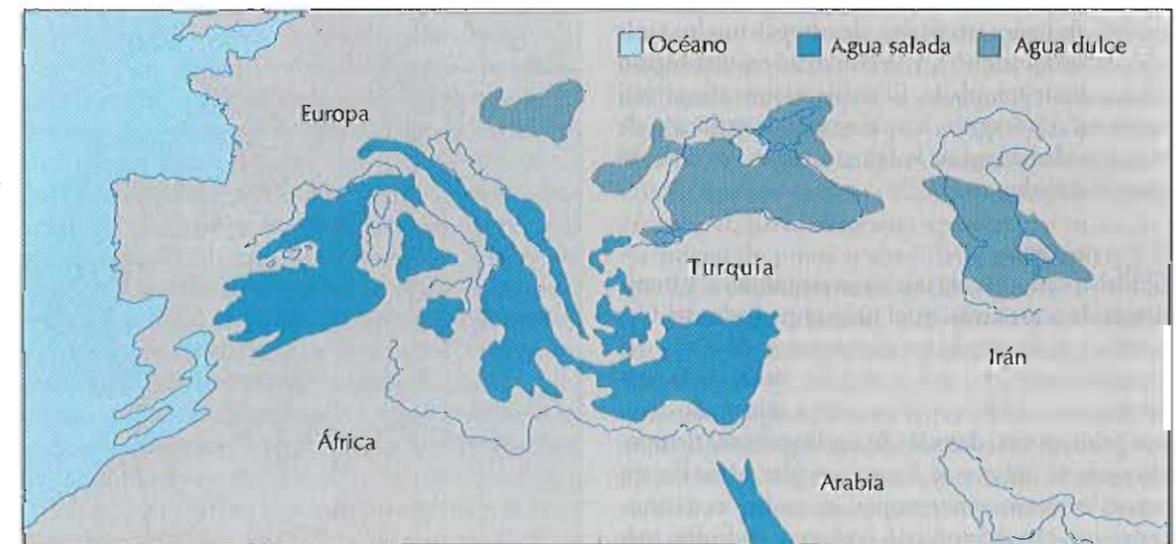 Océano
Agua salada
Agua dulce
Europa
Turquía
Irán
África
Arabia